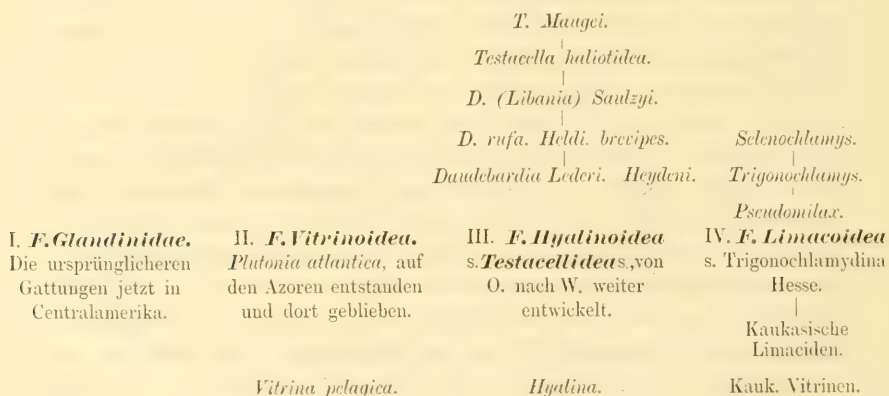 T. Maugei.
Testacella haliotidea.
D. (Libania) Saulzyi.
D. rufa. Heldi. brevipes.
Daudebardia Lederi. Heydeni.
Selenochlamys.
Trigonochlamys.
Pseudomilax.
I. F. Glandinidae.
Die ursprünglicheren
Gattungen jetzt in
Centralamerika.
II. F. Vitrinoidea.
Plutonia atlantica, auf
den Azoren entstanden
und dort geblieben.
III. F. Hyalinoidea
s. Testacellidea s., von
O. nach W. weiter
entwickelt.
IV. F. Limacoidea
s. Trigonochlamydina
Hesse.
Kaukasische
Limaciden.
Vitrina pelagica.
Hyalina.
Kauk. Vitrinen.